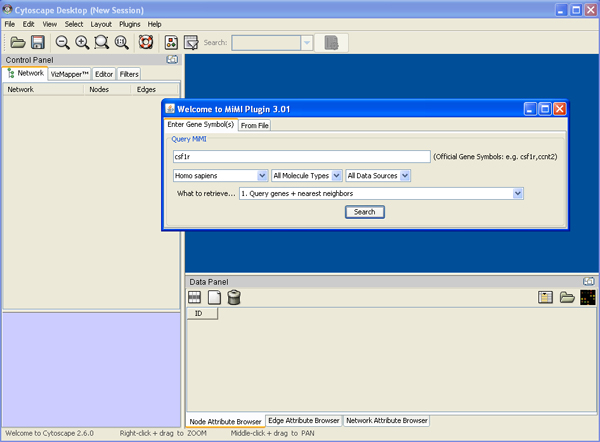 Cytoscape Desktop (New Session)
File Edit View Select Layout Plugins Help
Search:
Control Panel
Network VizMapper™ Editor Filters
Network Nodes Edges
Welcome to MiMI Plugin 3.01
Enter Gene Symbol(s) From File
Query MiMI
csf1r
(Official Gene Symbols: e.g. csf1r,ccnt2)
Homo sapiens All Molecule Types All Data Sources
What to retrieve... 1. Query genes + nearest neighbors
Search
Data Panel
ID
Node Attribute Browser Edge Attribute Browser Network Attribute Browser
Welcome to Cytoscape 2.6.0 Right-click + drag to ZOOM Middle-click + drag to PAN